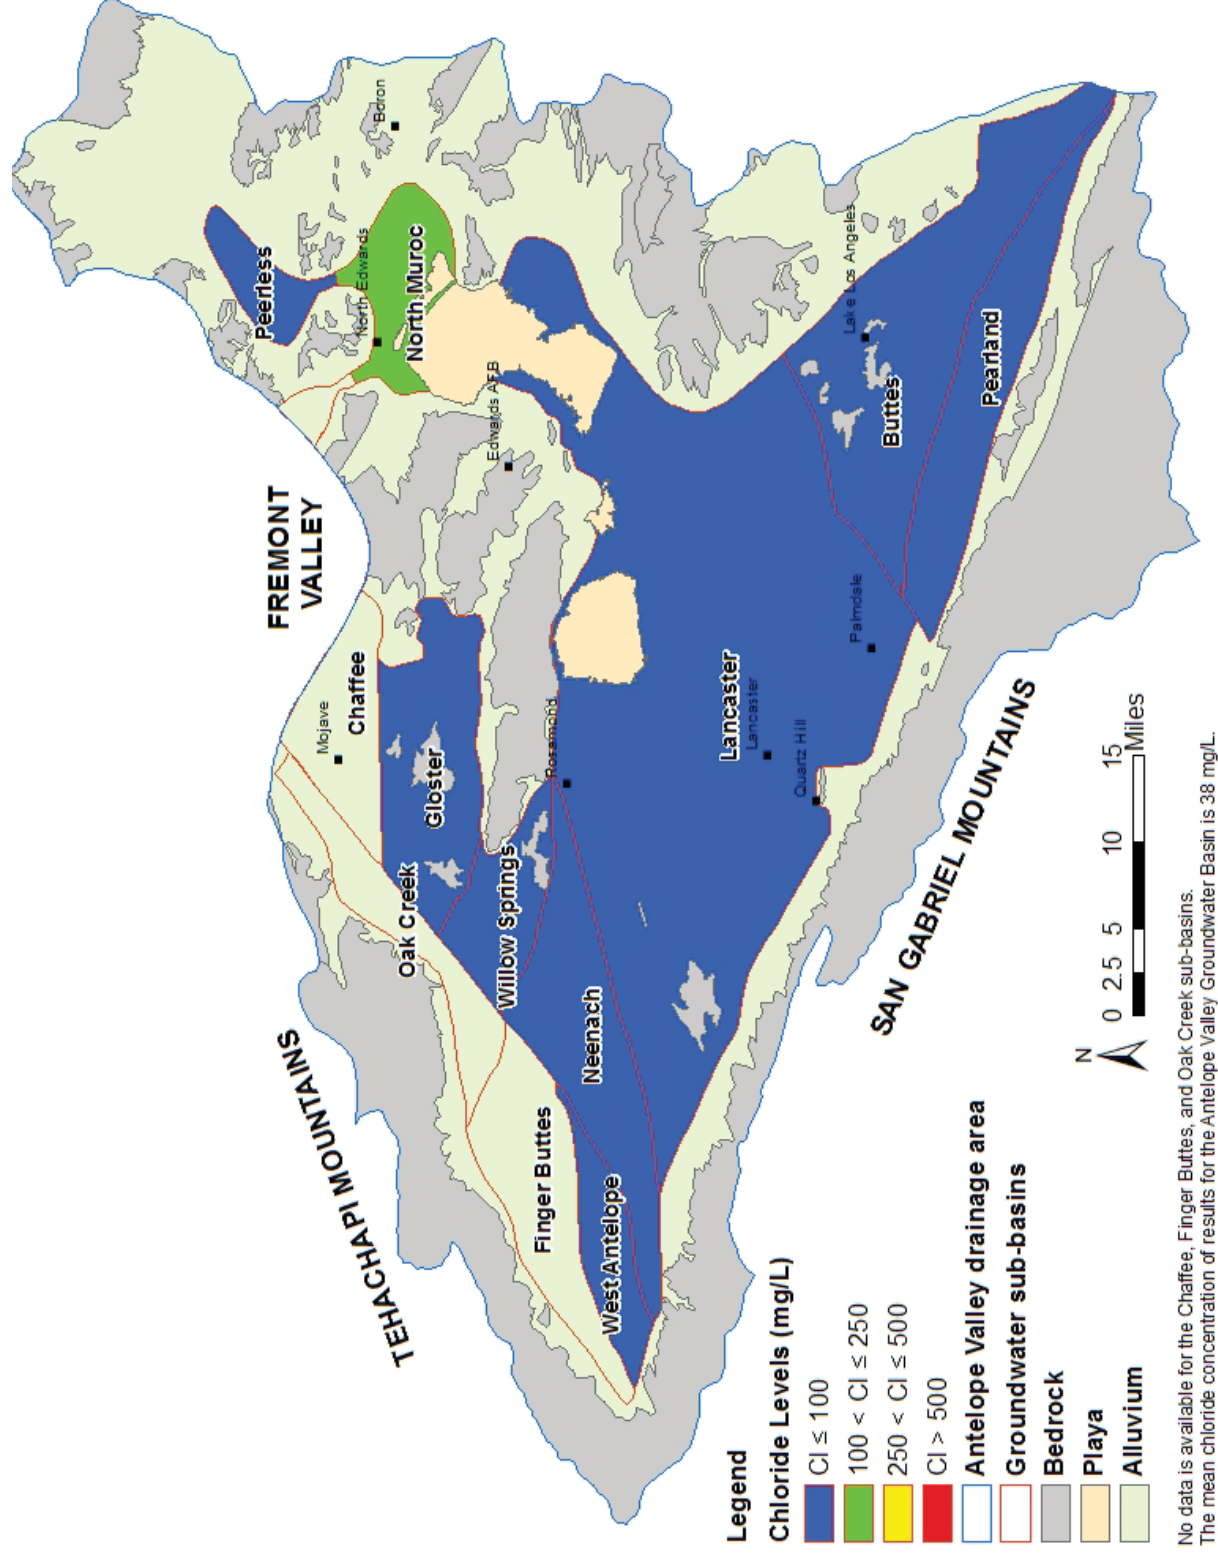 TEHACHAPI MOUNTAINS
FREMONT
VALLEY
SAN GABRIEL MOUNTAINS
Finger Buttes
West Antelope
Neenach
Willow Springs
Oak Creek
Gloster
Chaffee
Mojave
Rosamond
Lancaster
Lancaster
Quartz Hill
Palmdale
Edwards AFB
North Edwards
North Muroc
Peerless
Boron
Buttes
Lake Los Angeles
Pearland
N
0 2.5 5 10 15
Miles
Legend
Chloride Levels (mg/L)
Cl ≤ 100
100 < Cl ≤ 250
250 < Cl ≤ 500
Cl > 500
Antelope Valley drainage area
Groundwater sub-basins
Bedrock
Playa
Alluvium
No data is available for the Chaffee, Finger Buttes, and Oak Creek sub-basins.
The mean chloride concentration of results for the Antelope Valley Groundwater Basin is 38 mg/L.